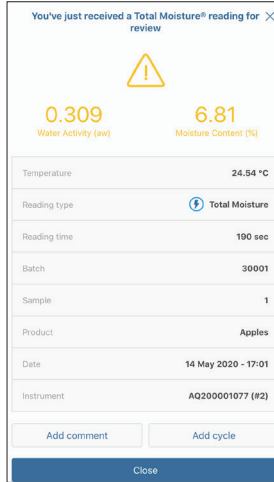 You've just received a Total Moisture® reading for
review
0.309
Water Activity (aw)
6.81
Moisture Content (%)
Temperature 24.54 °C
Reading type Total Moisture
Reading time 190 sec
Batch 30001
Sample 1
Product Apples
Date 14 May 2020 - 17:01
Instrument AQ200001077 (#2)
Add comment Add cycle
Close